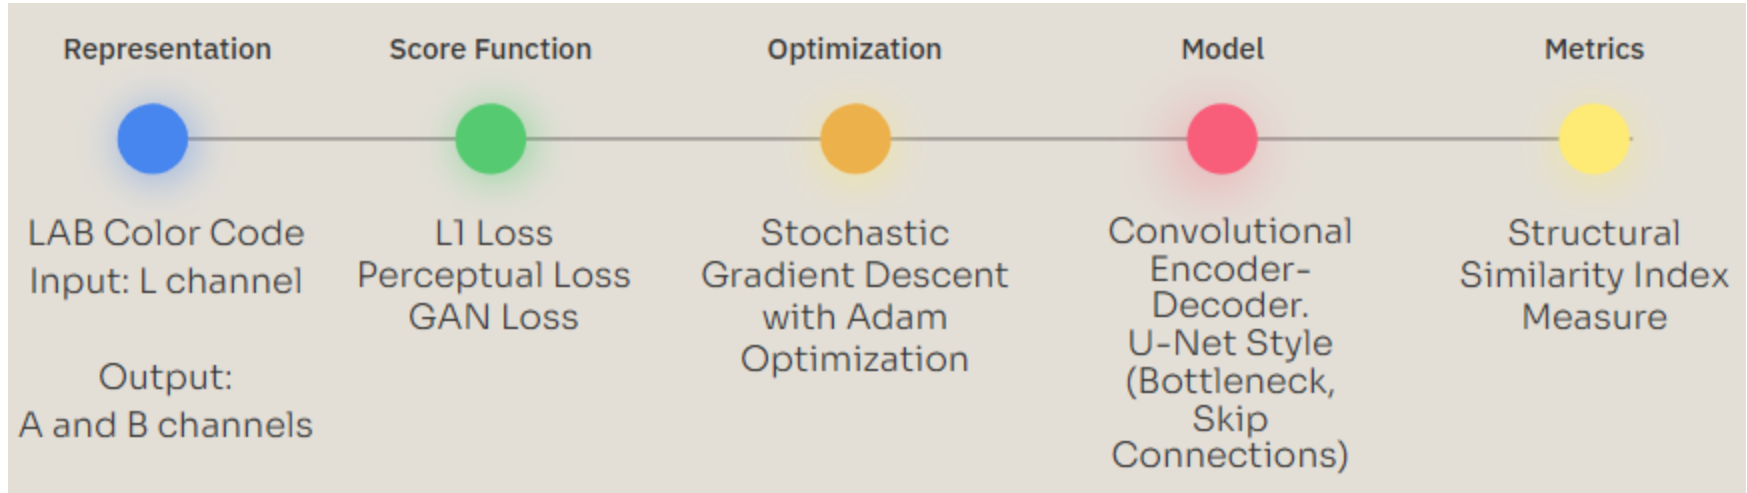 Representation
LAB Color Code
Input: L channel
Output:
A and B channels
Score Function
L1 Loss
Perceptual Loss
GAN Loss
Optimization
Stochastic
Gradient Descent
with Adam
Optimization
Model
Convolutional
Encoder-
Decoder.
U-Net Style
(Bottleneck,
Skip
Connections)
Metrics
Structural
Similarity Index
Measure